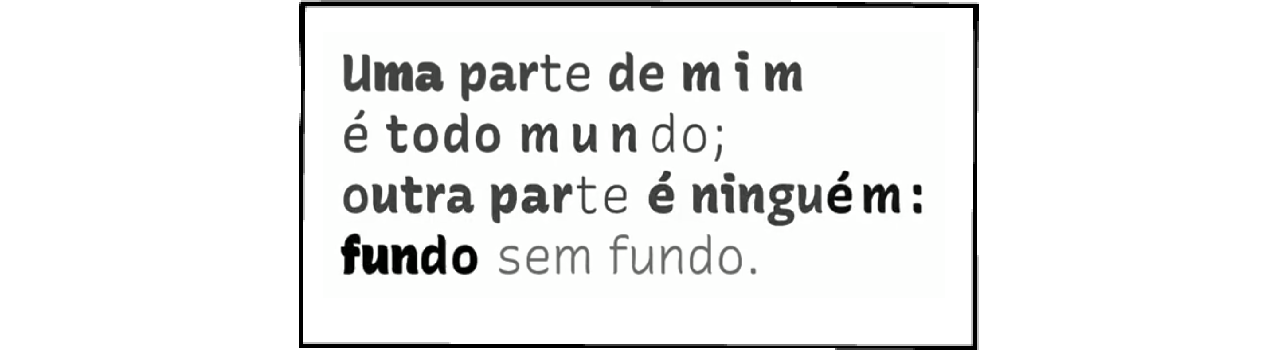 Uma parte de mim
é todo mundo;
outra parte é ninguém:
fundo sem fundo.